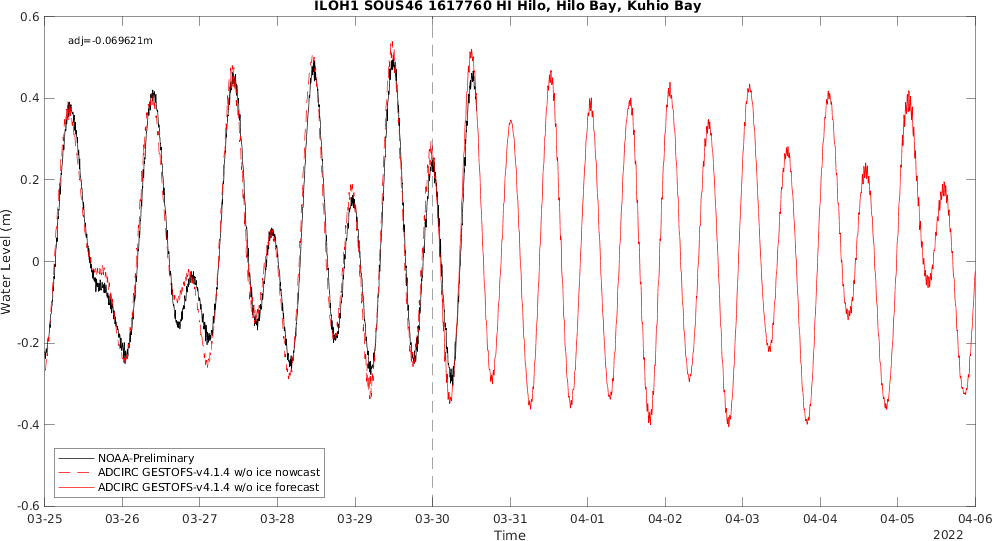 ILOH1 SOUS46 1617760 HI Hilo, Hilo Bay, Kuhio Bay
adj=-0.069621m
0.6
0.4
0.2
0
-0.2
-0.4
-0.6
Water Level (m)
NOAA-Preliminary
ADCIRC GESTOFS-v4.1.4 w/o ice nowcast
ADCIRC GESTOFS-v4.1.4 w/o ice forecast
03-25 03-26 03-27 03-28 03-29 03-30 03-31 04-01 04-02 04-03 04-04 04-05 04-06
Time
2022